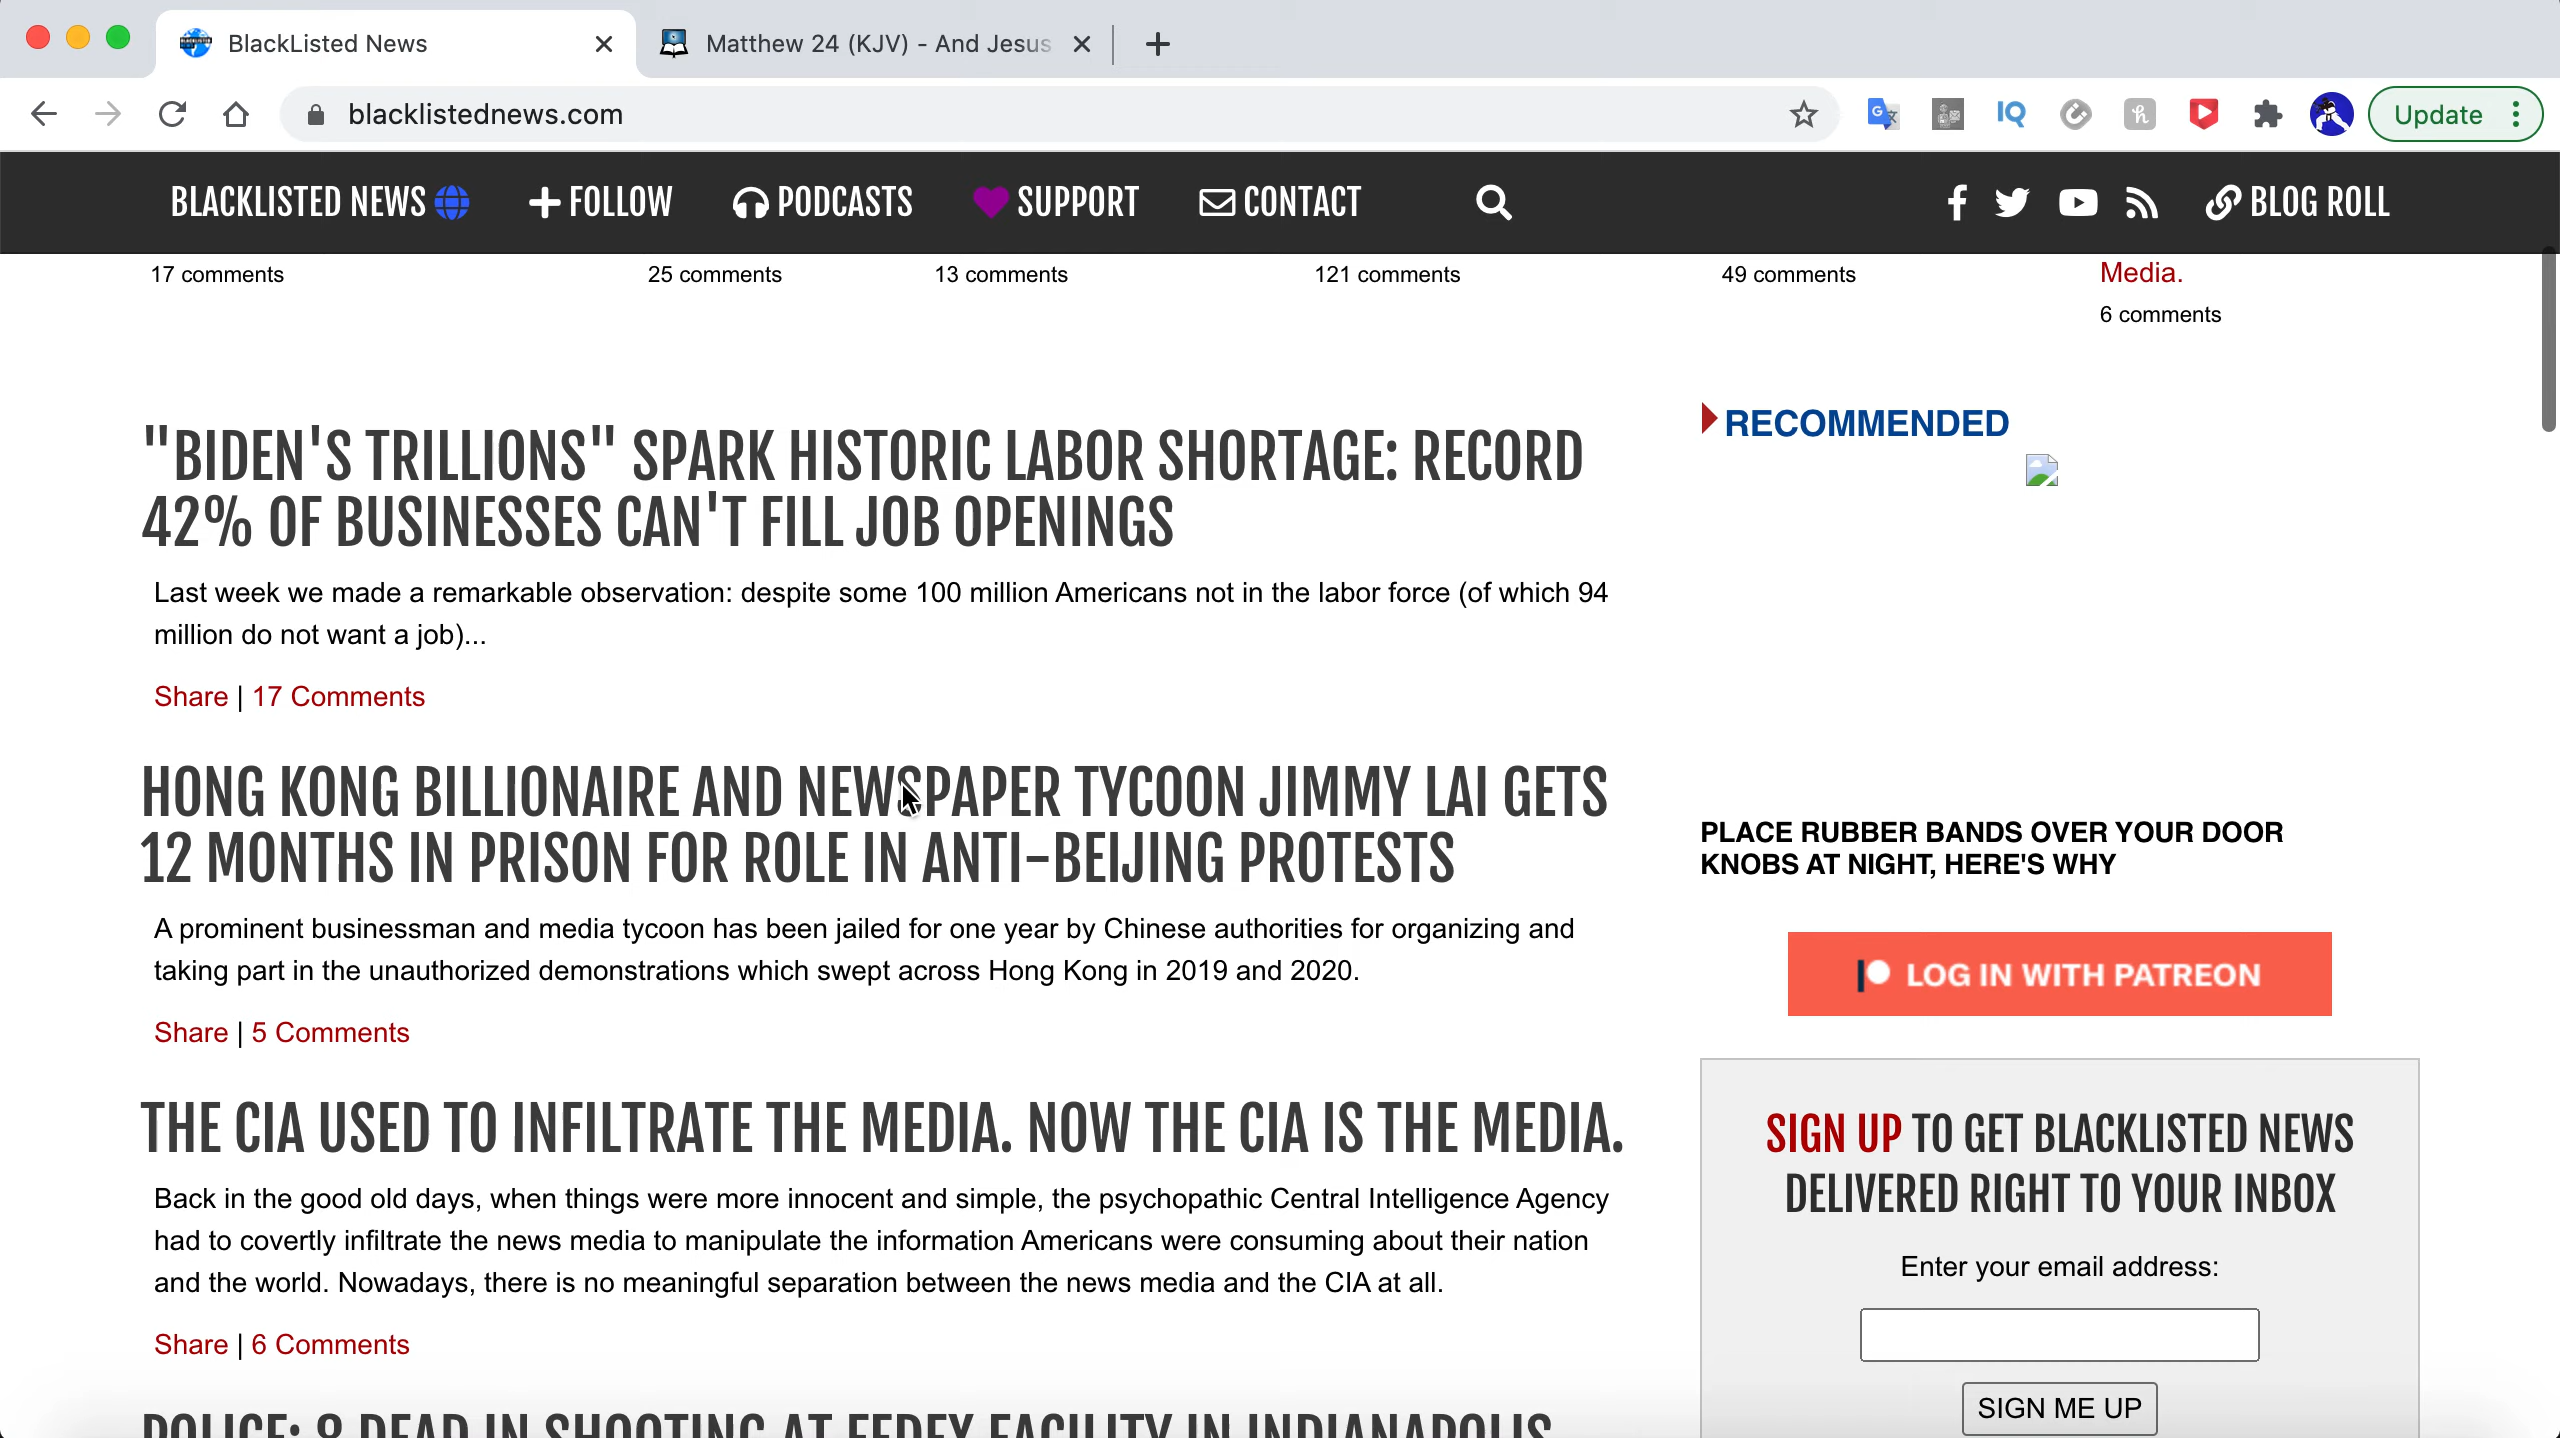 BlackListed News
Matthew 24 (KJV) - And Jesus
blacklistednews.com
Update
BLACKLISTED NEWS FOLLOW PODCASTS SUPPORT CONTACT BLOG ROLL
17 comments 25 comments 13 comments 121 comments 49 comments Media.
6 comments
"BIDEN'S TRILLIONS" SPARK HISTORIC LABOR SHORTAGE: RECORD
42% OF BUSINESSES CAN'T FILL JOB OPENINGS
Last week we made a remarkable observation: despite some 100 million Americans not in the labor force (of which 94
million do not want a job)...
Share | 17 Comments
HONG KONG BILLIONAIRE AND NEWSPAPER TYCOON JIMMY LAI GETS
12 MONTHS IN PRISON FOR ROLE IN ANTI-BEIJING PROTESTS
A prominent businessman and media tycoon has been jailed for one year by Chinese authorities for organizing and
taking part in the unauthorized demonstrations which swept across Hong Kong in 2019 and 2020.
Share | 5 Comments
THE CIA USED TO INFILTRATE THE MEDIA. NOW THE CIA IS THE MEDIA.
Back in the good old days, when things were more innocent and simple, the psychopathic Central Intelligence Agency
had to covertly infiltrate the news media to manipulate the information Americans were consuming about their nation
and the world. Nowadays, there is no meaningful separation between the news media and the CIA at all.
Share | 6 Comments
POLICE: 8 DEAD IN SHOOTING AT FEDEX FACILITY IN INDIANAPOLIS
RECOMMENDED
PLACE RUBBER BANDS OVER YOUR DOOR
KNOBS AT NIGHT, HERE'S WHY
LOG IN WITH PATREON
SIGN UP TO GET BLACKLISTED NEWS
DELIVERED RIGHT TO YOUR INBOX
Enter your email address:
SIGN ME UP